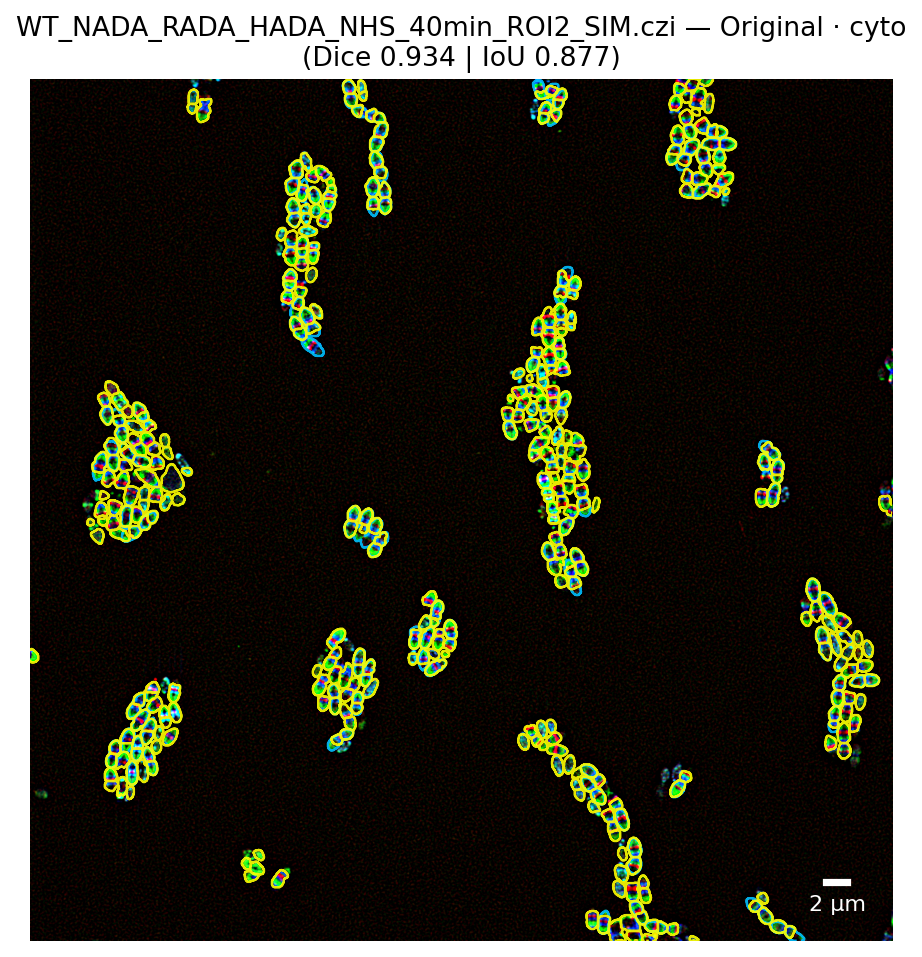 WT_NADA_RADA_HADA_NHS_40min_ROI2_SIM.czi — Original · cyto
(Dice 0.934 | IoU 0.877)
2 µm